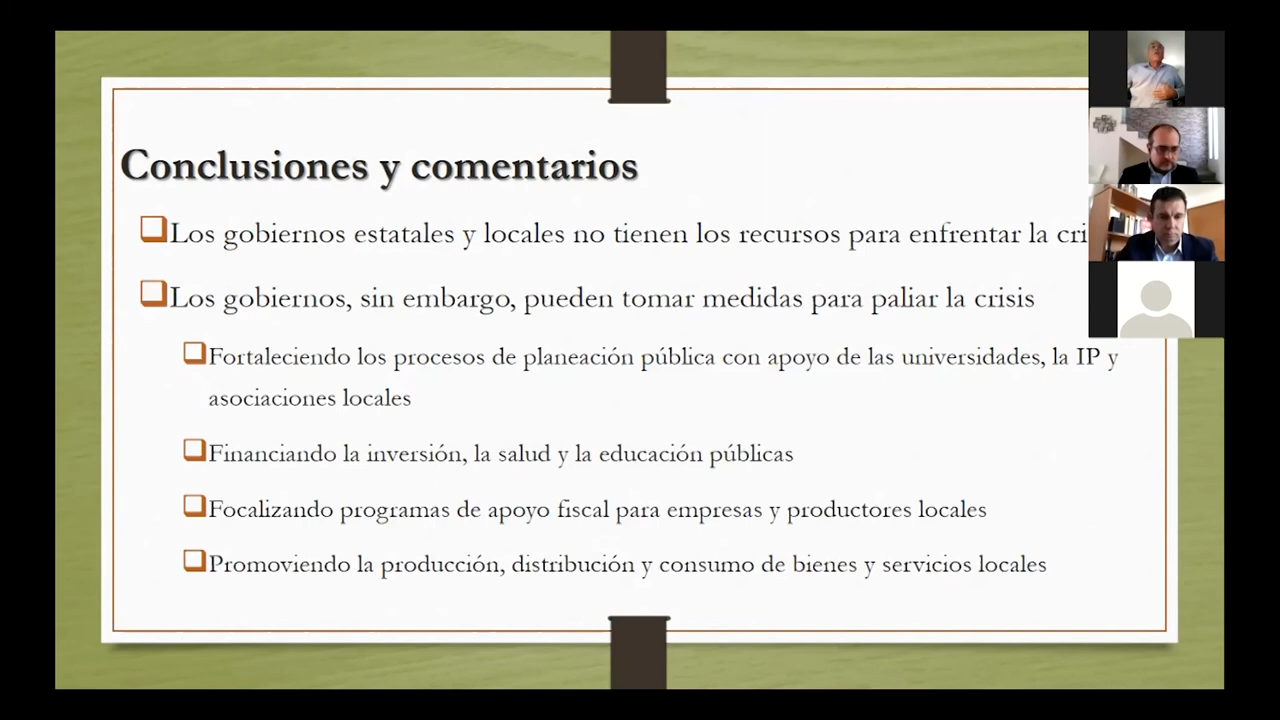 Conclusiones y comentarios
Los gobiernos estatales y locales no tienen los recursos para enfrentar la cri
Los gobiernos, sin embargo, pueden tomar medidas para paliar la crisis
Fortaleciendo los procesos de planeación pública con apoyo de las universidades, la IP y
asociaciones locales
Financiando la inversión, la salud y la educación públicas
Focalizando programas de apoyo fiscal para empresas y productores locales
Promoviendo la producción, distribución y consumo de bienes y servicios locales